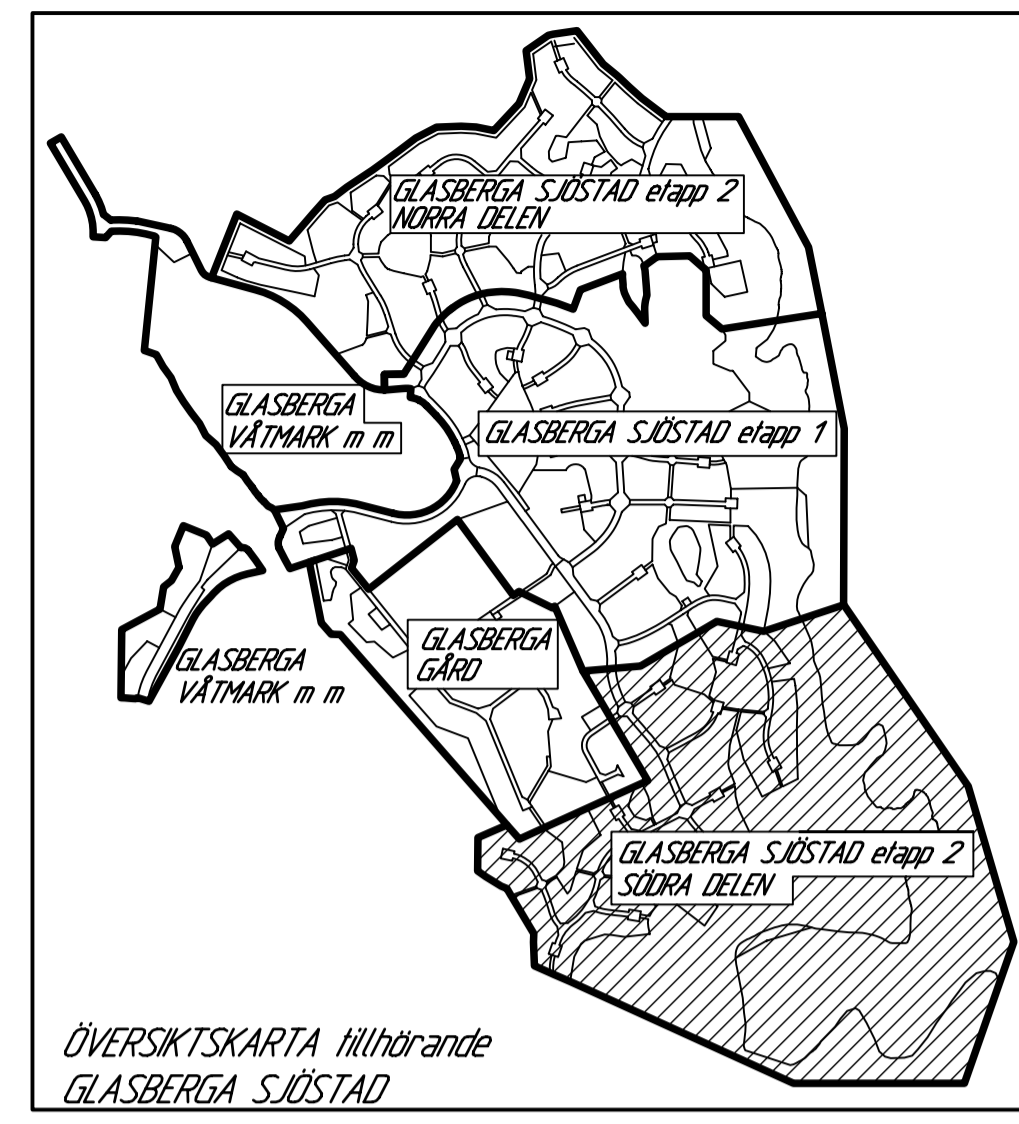 GLASBERGA SJÖSTAD etapp 2
NORRA DELEN
GLASBERGA
VÅTMARK m m
GLASBERGA SJÖSTAD etapp 1
GLASBERGA
GÅRD
GLASBERGA
VÅTMARK m m
GLASBERGA SJÖSTAD etapp 2
SÖDRA DELEN
ÖVERSIKTSKARTA tillhörande
GLASBERGA SJÖSTAD